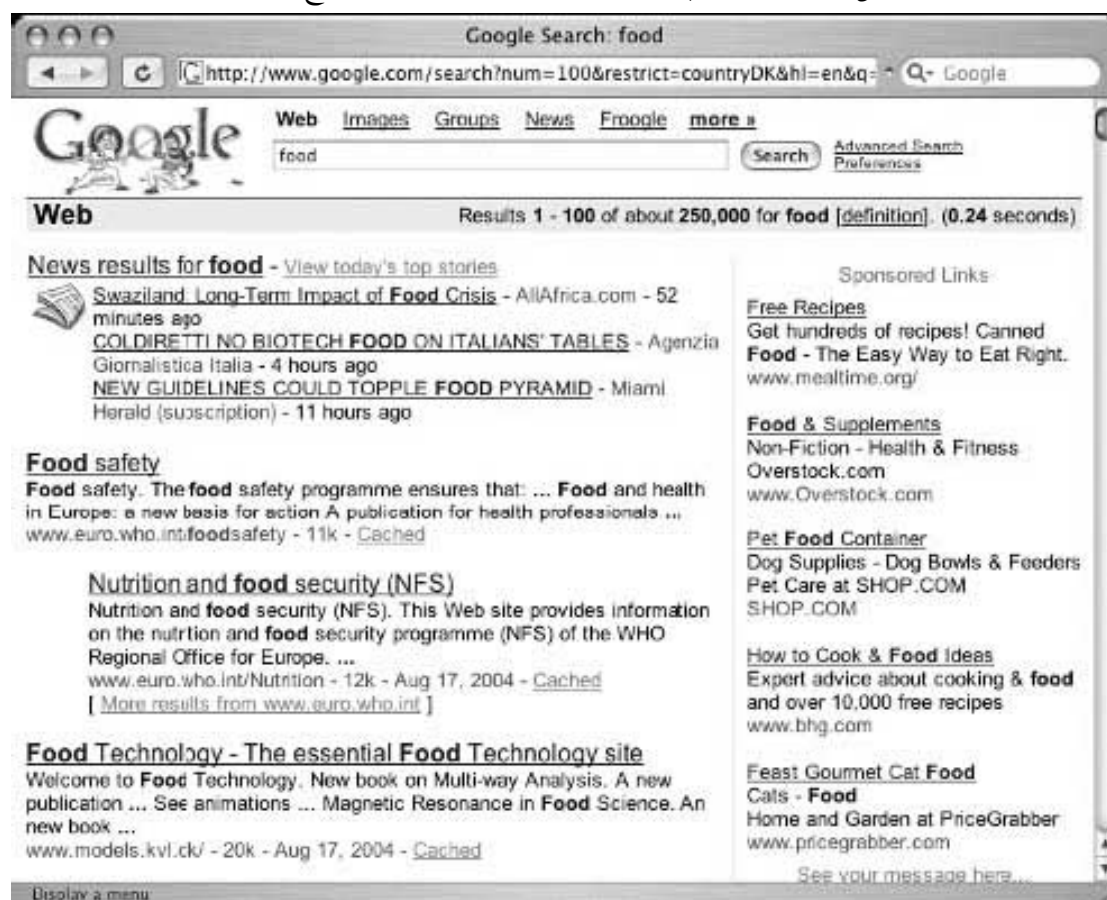 Google Search: food
http://www.google.com/search?num=100&restrict=countryDK&hl=en&q=
Google
Google
Web Images Groups News Froogle more »
food
Search
Advanced Search
Preferences
Web
Results 1 - 100 of about 250,000 for food [definition]. (0.24 seconds)
News results for food - View today's top stories
Swaziland: Long-Term Impact of Food Crisis - AllAfrica.com - 52
minutes ago
COLDIRETTI NO BIOTECH FOOD ON ITALIANS' TABLES - Agenzia
Giornalistica Italia - 4 hours ago
NEW GUIDELINES COULD TOPPLE FOOD PYRAMID - Miami
Herald (subscription) - 11 hours ago
Food safety
Food safety. The food safety programme ensures that: ... Food and health
in Europe: a new basis for action A publication for health professionals ...
www.euro.who.int/foodsafety - 11k - Cached
Nutrition and food security (NFS)
Nutrition and food security (NFS). This Web site provides information
on the nutrtion and food security programme (NFS) of the WHO
Regional Office for Europe. ...
www.euro.who.int/Nutrition - 12k - Aug 17, 2004 - Cached
[ More results from www.euro.who.int ]
Food Technology - The essential Food Technology site
Welcome to Food Technology. New book on Multi-way Analysis. A new
publication ... See animations ... Magnetic Resonance in Food Science. An
new book ...
www.models.kvl.dk/ - 20k - Aug 17, 2004 - Cached
Sponsored Links
Free Recipes
Get hundreds of recipes! Canned
Food - The Easy Way to Eat Right.
www.mealtime.org/
Food & Supplements
Non-Fiction - Health & Fitness
Overstock.com
www.Overstock.com
Pet Food Container
Dog Supplies - Dog Bowls & Feeders
Pet Care at SHOP.COM
SHOP.COM
How to Cook & Food Ideas
Expert advice about cooking & food
and over 10,000 free recipes
www.bhg.com
Feast Gourmet Cat Food
Cats - Food
Home and Garden at PriceGrabber
www.pricegrabber.com
See your message here...
Display a menu